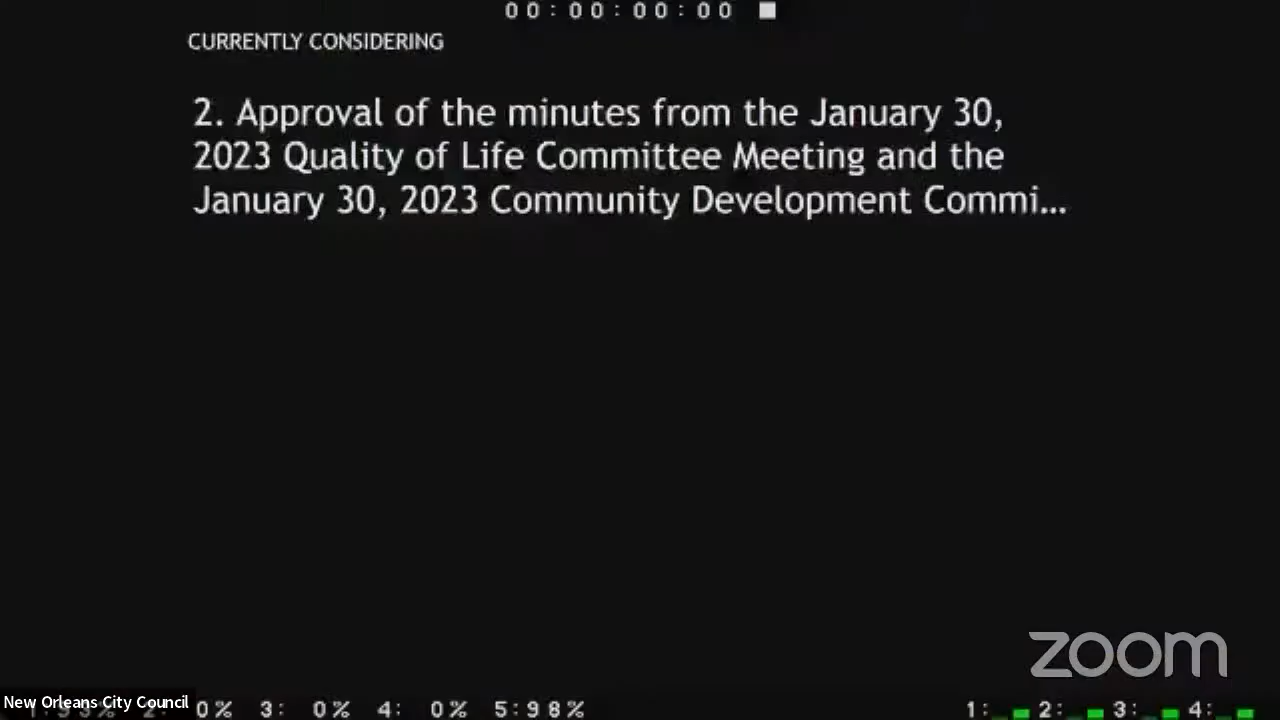 00:00:00:00
CURRENTLY CONSIDERING
2. Approval of the minutes from the January 30,
2023 Quality of Life Committee Meeting and the
January 30, 2023 Community Development Commi...
zoom
New Orleans City Council
0% 3: 0% 4: 0% 5:98%
1: 2: 3: 4: